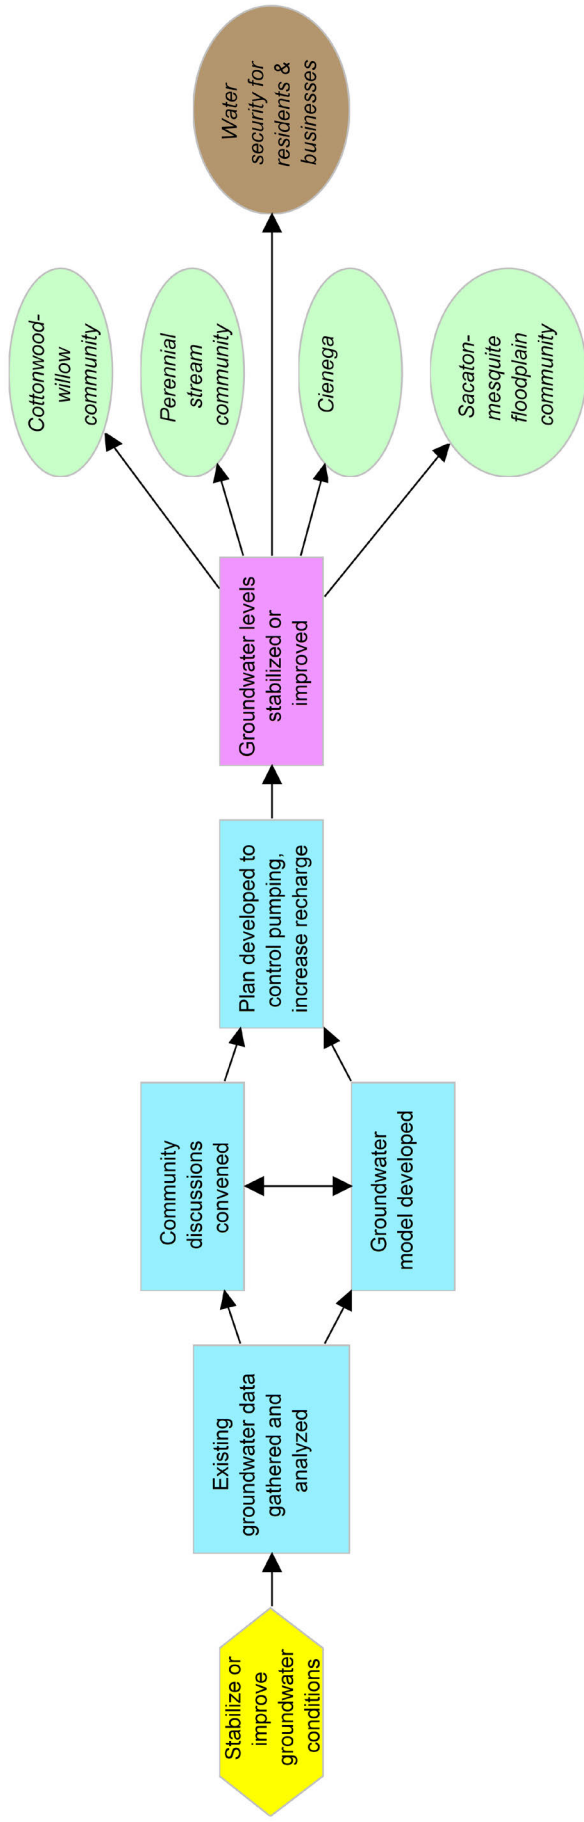 Stabilize or
improve
groundwater
conditions
Existing
groundwater data
gathered and
analyzed
Community
discussions
convened
Groundwater
model developed
Plan developed to
control pumping,
increase recharge
Groundwater levels
stabilized or
improved
Cottonwood-
willow
community
Perennial
stream
community
Cienega
Sacaton-
mesquite
floodplain
community
Water
security for
residents &
businesses